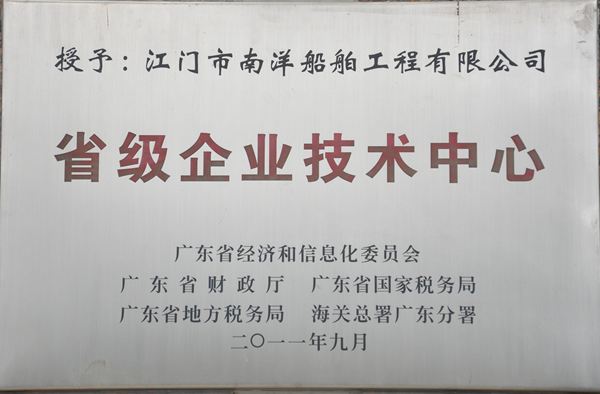 授予：江门市南洋船舶工程有限公司
省级企业技术中心
广东省经济和信息化委员会
广东省财政厅 广东省国家税务局
广东省地方税务局 海关总署广东分署
二〇一一年九月